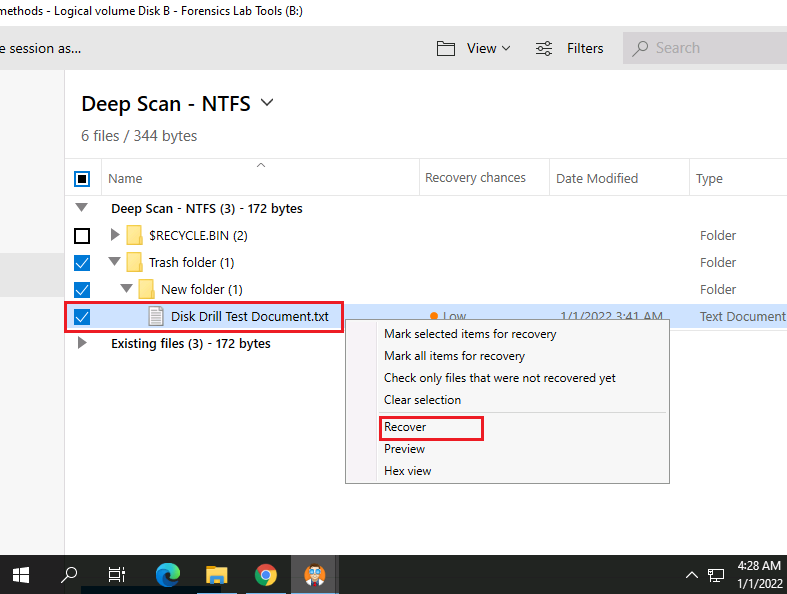 methods - Logical volume Disk B - Forensics Lab Tools (B:)
e session as...
View
Filters
Search
Deep Scan - NTFS
6 files / 344 bytes
Name
Recovery chances
Date Modified
Type
Deep Scan - NTFS (3) - 172 bytes
$RECYCLE.BIN (2)
Folder
Trash folder (1)
Folder
New folder (1)
Folder
Disk Drill Test Document.txt
Low
1/1/2022 3:41 AM
Text Document
Existing files (3) - 172 bytes
Mark selected items for recovery
Mark all items for recovery
Check only files that were not recovered yet
Clear selection
Recover
Preview
Hex view
4:28 AM
1/1/2022